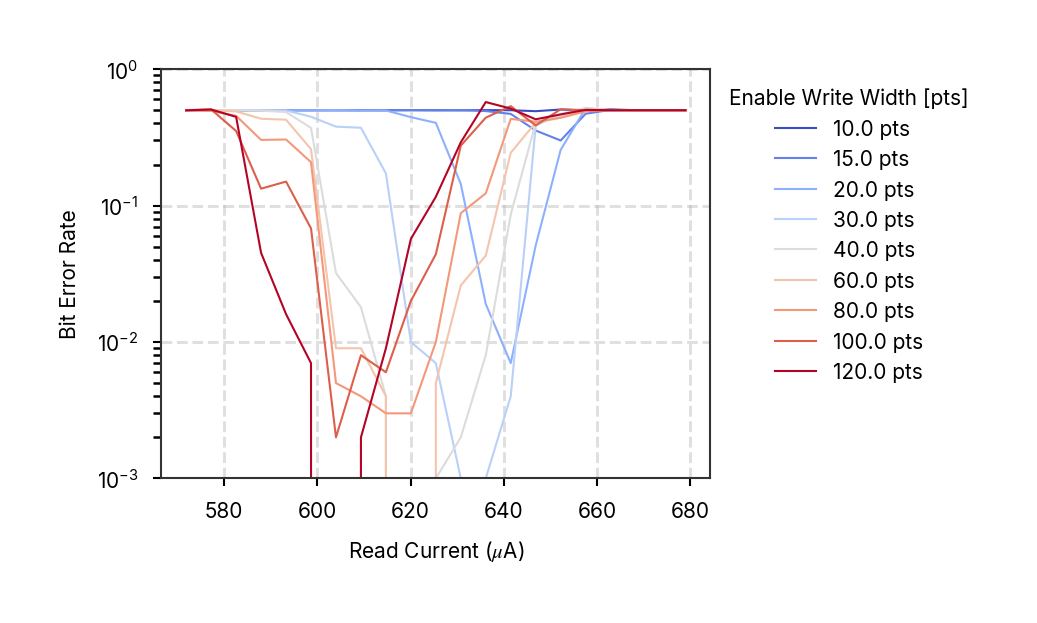 10⁰
10⁻¹
10⁻²
10⁻³
Bit Error Rate
580 600 620 640 660 680
Read Current (μA)
Enable Write Width [pts]
10.0 pts
15.0 pts
20.0 pts
30.0 pts
40.0 pts
60.0 pts
80.0 pts
100.0 pts
120.0 pts